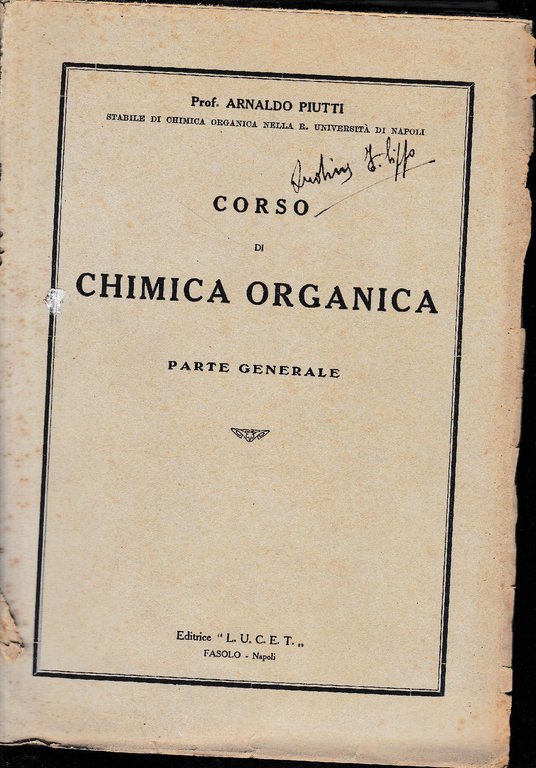 Prof. ARNALDO PIUTTI
STABILE DI CHIMICA ORGANICA NELLA R. UNIVERSITÀ DI NAPOLI
CORSO
DI
CHIMICA ORGANICA
PARTE GENERALE
Editrice "L. U. C. E. T.„
FASOLO - Napoli